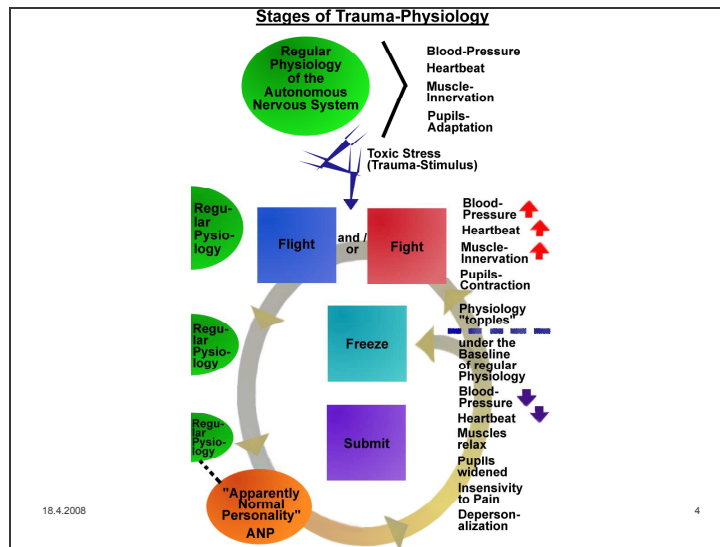 Stages of Trauma-Physiology
Regular
Physiology
of the
Autonomous
Nervous System
Blood-Pressure
Heartbeat
Muscle-
Innervation
Pupils-
Adaptation
Toxic Stress
(Trauma-Stimulus)
Regu-
lar
Pysio-
logy
Flight
and /
or
Fight
Blood-
Pressure
Heartbeat
Muscle-
Innervation
Pupils-
Contraction
Physiology
"topples"
Regu-
lar
Pysio-
logy
Freeze
under the
Baseline
of regular
Physiology
Blood-
Pressure
Heartbeat
Muscles
relax
Pupils
widened
Insensivity
to Pain
Deperson-
alization
Regu-
lar
Pysio-
logy
Submit
"Apparently
Normal
Personality"
ANP
18.4.2008
4